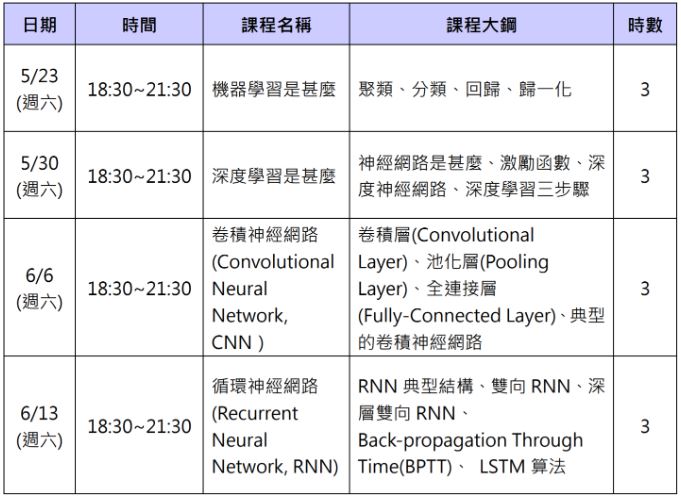 日期 時間 課程名稱 課程大綱 時數
5/23
(週六)
18:30~21:30
機器學習是甚麼
聚類、分類、回歸、歸一化
3
5/30
(週六)
18:30~21:30
深度學習是甚麼
神經網路是甚麼、激勵函數、深
度神經網路、深度學習三步驟
3
6/6
(週六)
18:30~21:30
卷積神經網路
(Convolutional
Neural
Network,
CNN )
卷積層(Convolutional
Layer)、池化層(Pooling
Layer)、全連接層
(Fully-Connected Layer)、典型
的卷積神經網路
3
6/13
(週六)
18:30~21:30
循環神經網路
(Recurrent
Neural
Network, RNN)
RNN 典型結構、雙向 RNN、深
層雙向 RNN、
Back-propagation Through
Time(BPTT)、 LSTM 算法
3